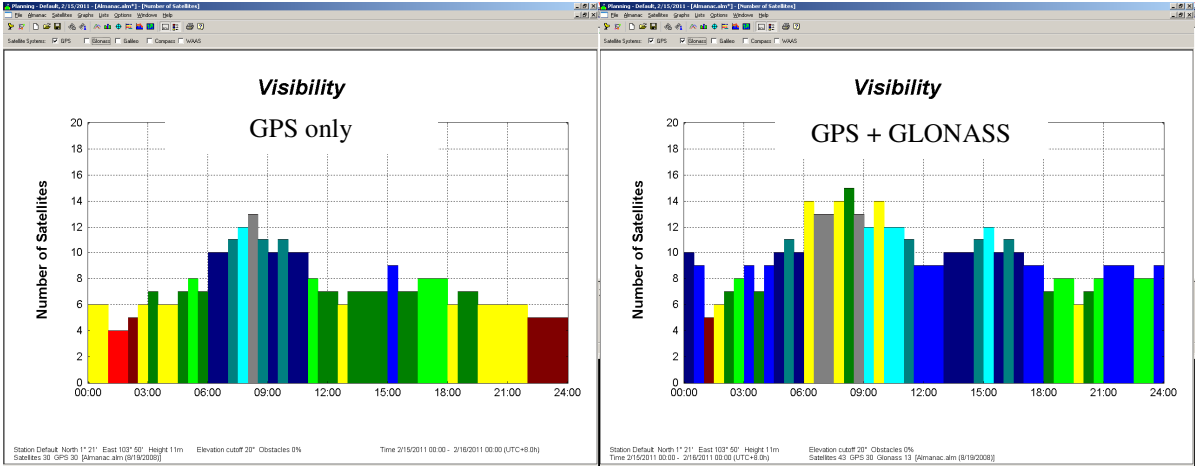 Planning - Default, 2/15/2011 - [Almanac.alm*] - [Number of Satellites]
File Almanac Satellites Graphs Lists Options Windows Help
Satellite Systems: GPS Glonass Galileo Compass WAAS
Visibility
GPS only
Number of Satellites
20
18
16
14
12
10
8
6
4
2
0
00:00 03:00 06:00 09:00 12:00 15:00 18:00 21:00 24:00
Station Default North 1° 21' East 103° 50' Height 11m Elevation cutoff 20° Obstacles 0% Time 2/15/2011 00:00 - 2/16/2011 00:00 (UTC+8.0h)
Satellites 30 GPS 30 [Almanac.alm (8/19/2008)]
Planning - Default, 2/15/2011 - [Almanac.alm*] - [Number of Satellites]
File Almanac Satellites Graphs Lists Options Windows Help
Satellite Systems: GPS Glonass Galileo Compass WAAS
Visibility
GPS + GLONASS
Number of Satellites
20
18
16
14
12
10
8
6
4
2
0
00:00 03:00 06:00 09:00 12:00 15:00 18:00 21:00 24:00
Station Default North 1° 21' East 103° 50' Height 11m Elevation cutoff 20° Obstacles 0%
Time 2/15/2011 00:00 - 2/16/2011 00:00 (UTC+8.0h) Satellites 43 GPS 30 Glonass 13 [Almanac.alm (8/19/2008)]